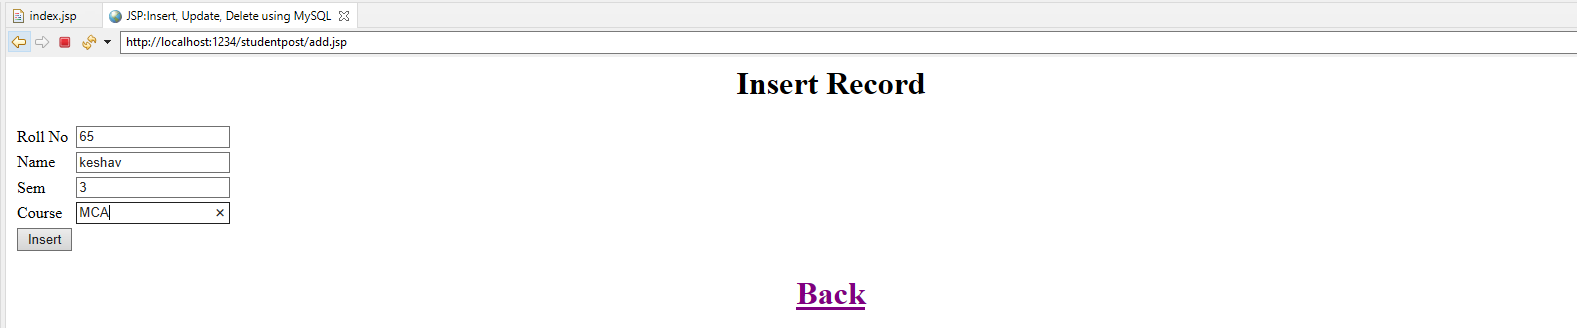 index.jsp JSP:Insert, Update, Delete using MySQL
http://localhost:1234/studentpost/add.jsp
Insert Record
Roll No 65
Name keshav
Sem 3
Course MCA
Insert
Back